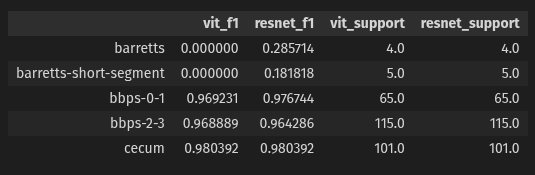 vit_f1 resnet_f1 vit_support resnet_support
barretts 0.000000 0.285714 4.0 4.0
barretts-short-segment 0.000000 0.181818 5.0 5.0
bbps-0-1 0.969231 0.976744 65.0 65.0
bbps-2-3 0.968889 0.964286 115.0 115.0
cecum 0.980392 0.980392 101.0 101.0